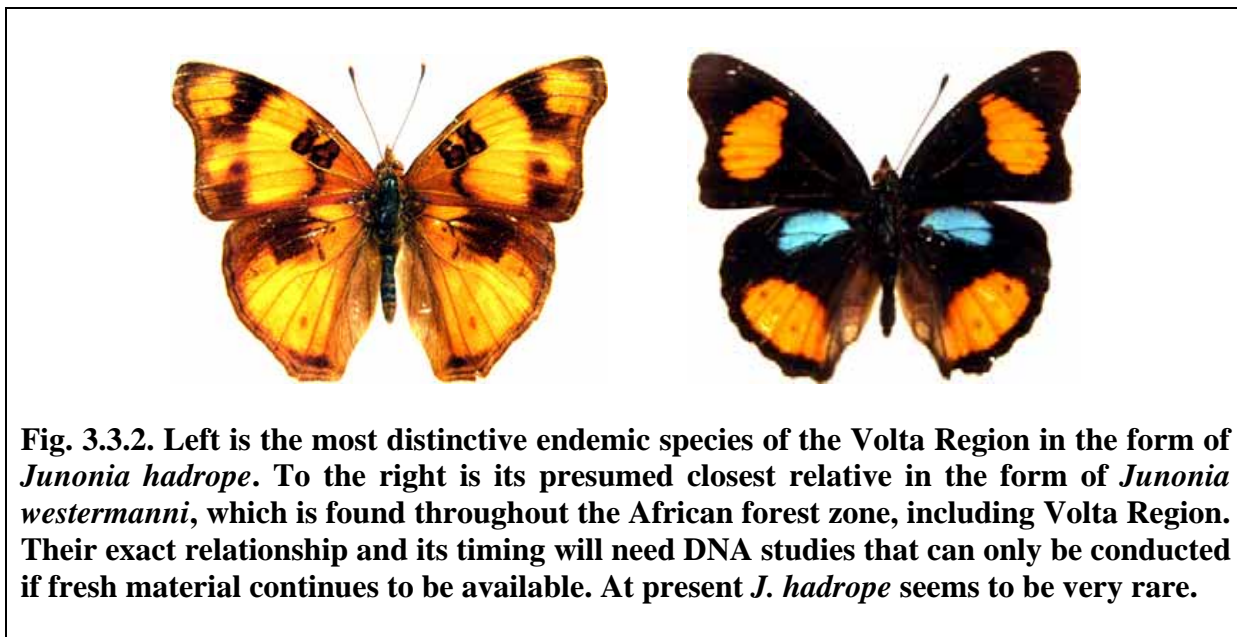 Fig. 3.3.2. Left is the most distinctive endemic species of the Volta Region in the form of
Junonia hadrope. To the right is its presumed closest relative in the form of Junonia
westermanni, which is found throughout the African forest zone, including Volta Region.
Their exact relationship and its timing will need DNA studies that can only be conducted
if fresh material continues to be available. At present J. hadrope seems to be very rare.